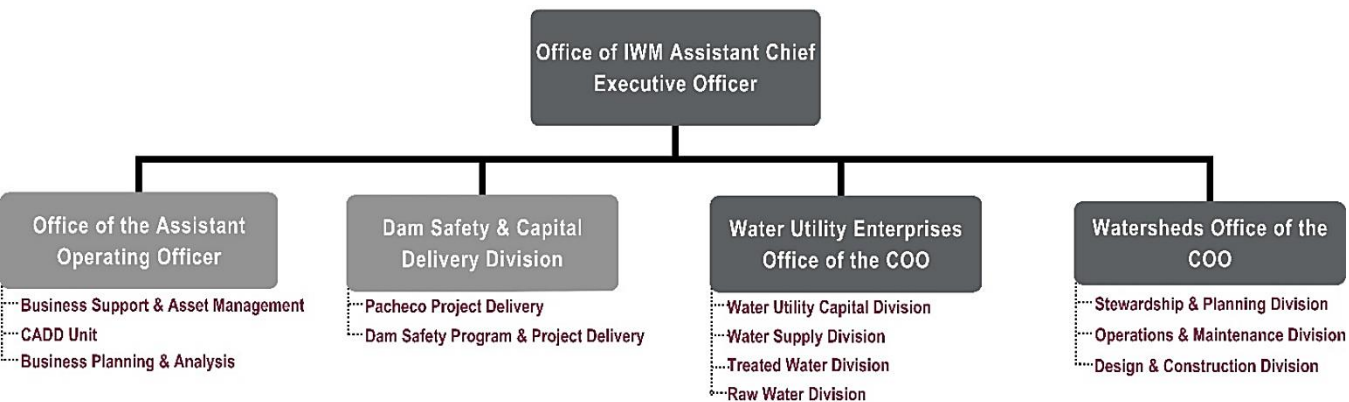 Office of IWM Assistant Chief
Executive Officer
Office of the Assistant
Operating Officer
Business Support & Asset Management
CADD Unit
Business Planning & Analysis
Dam Safety & Capital
Delivery Division
Pacheco Project Delivery
Dam Safety Program & Project Delivery
Water Utility Enterprises
Office of the COO
Water Utility Capital Division
Water Supply Division
Treated Water Division
Raw Water Division
Watersheds Office of the
COO
Stewardship & Planning Division
Operations & Maintenance Division
Design & Construction Division